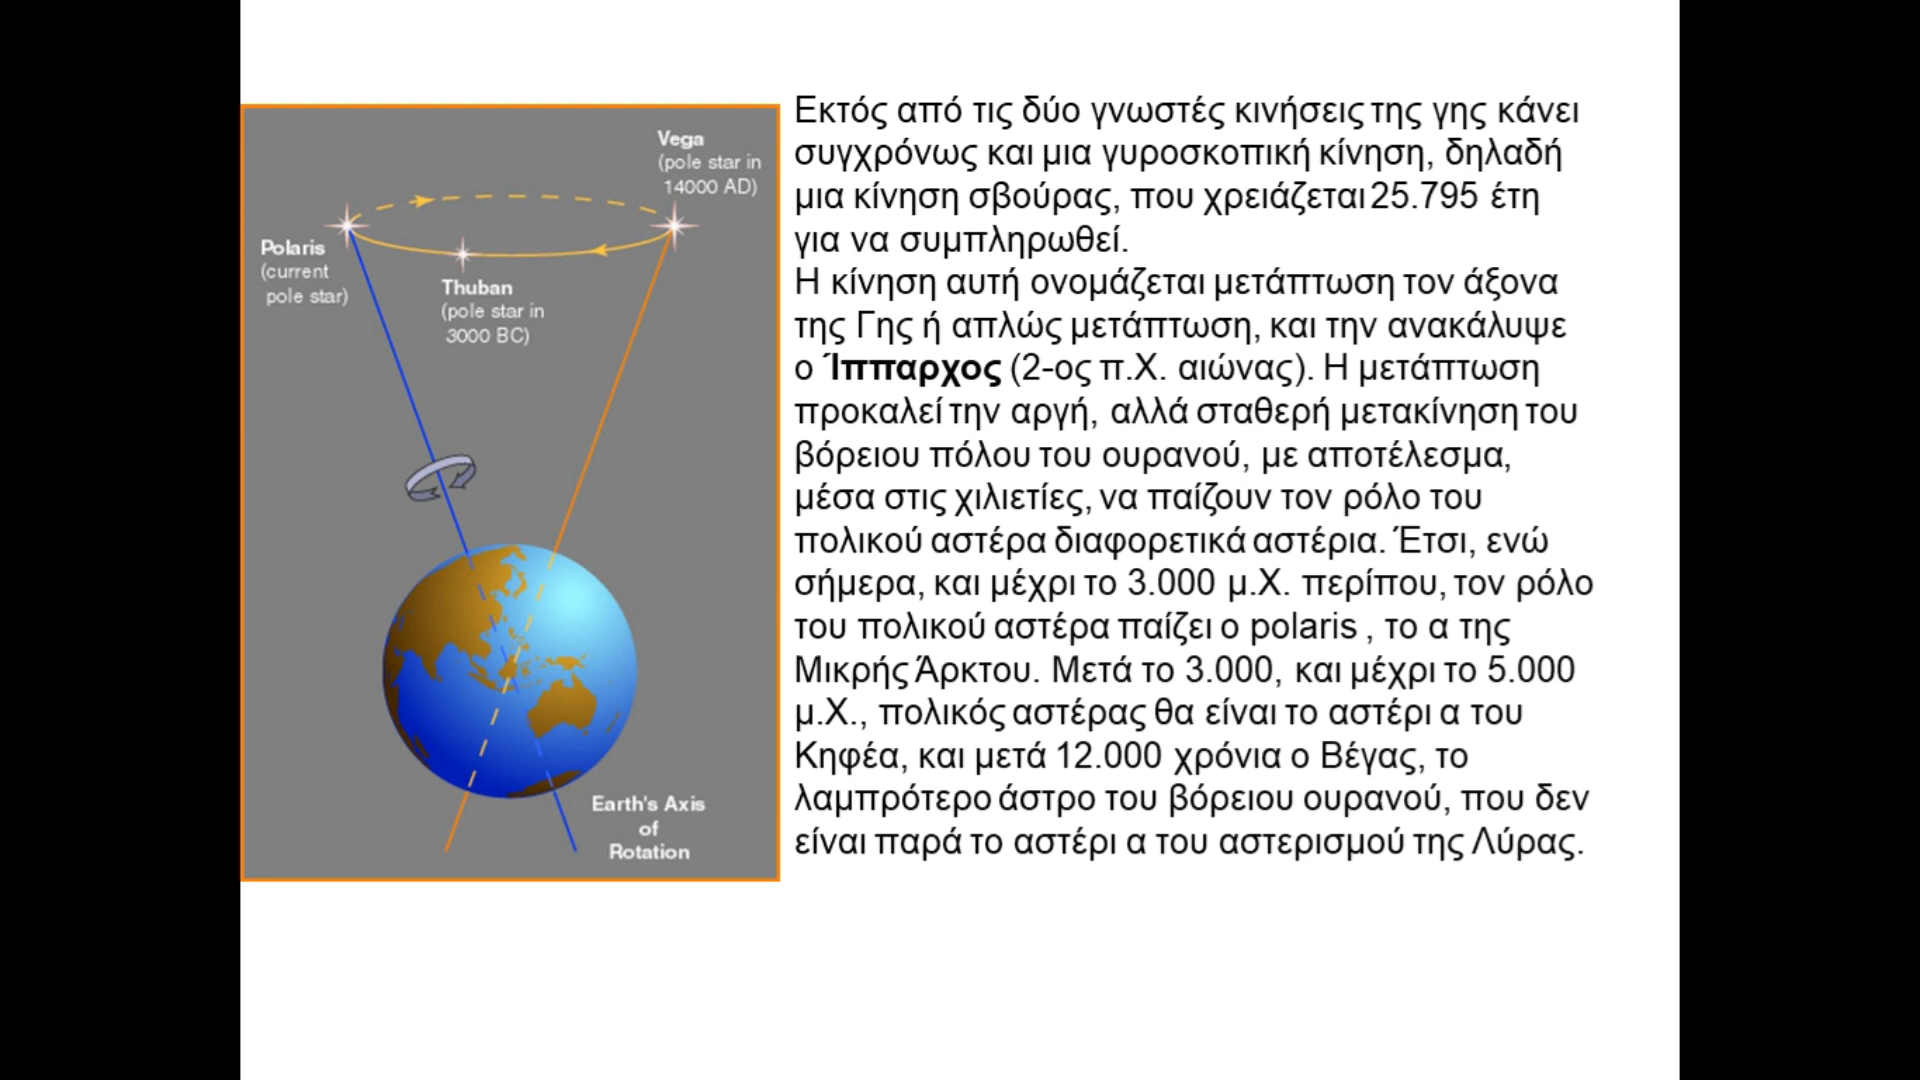 Vega
(pole star in
14000 AD)
Polaris
(current
pole star)
Thuban
(pole star in
3000 BC)
Earth's Axis
of
Rotation
Εκτός από τις δύο γνωστές κινήσεις της γης κάνει
συγχρόνως και μια γυροσκοπική κίνηση, δηλαδή
μια κίνηση σβούρας, που χρειάζεται 25.795 έτη
για να συμπληρωθεί.
Η κίνηση αυτή ονομάζεται μετάπτωση τον άξονα
της Γης ή απλώς μετάπτωση, και την ανακάλυψε
ο Ίππαρχος (2-ος π.Χ. αιώνας). Η μετάπτωση
προκαλεί την αργή, αλλά σταθερή μετακίνηση του
βόρειου πόλου του ουρανού, με αποτέλεσμα,
μέσα στις χιλιετίες, να παίζουν τον ρόλο του
πολικού αστέρα διαφορετικά αστέρια. Έτσι, ενώ
σήμερα, και μέχρι το 3.000 μ.Χ. περίπου, τον ρόλο
του πολικού αστέρα παίζει ο polaris , το α της
Μικρής Άρκτου. Μετά το 3.000, και μέχρι το 5.000
μ.Χ., πολικός αστέρας θα είναι το αστέρι α του
Κηφέα, και μετά 12.000 χρόνια ο Βέγας, το
λαμπρότερο άστρο του βόρειου ουρανού, που δεν
είναι παρά το αστέρι α του αστερισμού της Λύρας.